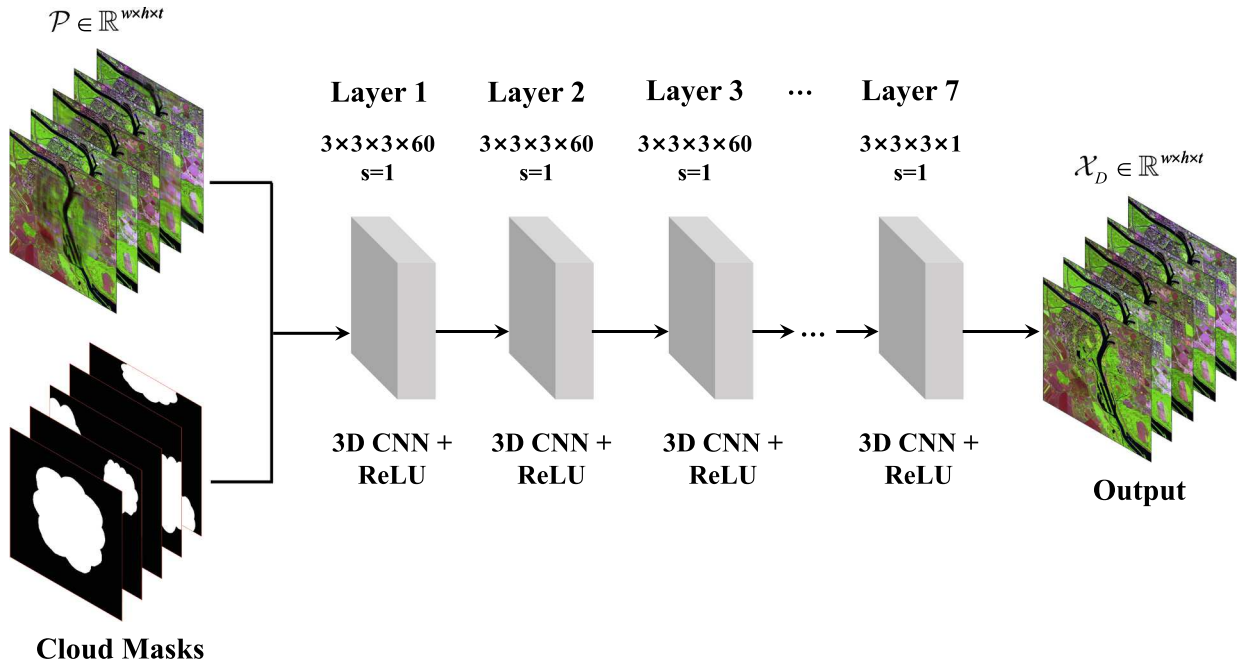 𝒫 ∈ ℝ^{w×h×t}
Layer 1
Layer 2
Layer 3
...
Layer 7
3×3×3×60
s=1
3×3×3×60
s=1
3×3×3×60
s=1
3×3×3×1
s=1
𝒳_D ∈ ℝ^{w×h×t}
...
3D CNN +
ReLU
3D CNN +
ReLU
3D CNN +
ReLU
3D CNN +
ReLU
Output
Cloud Masks